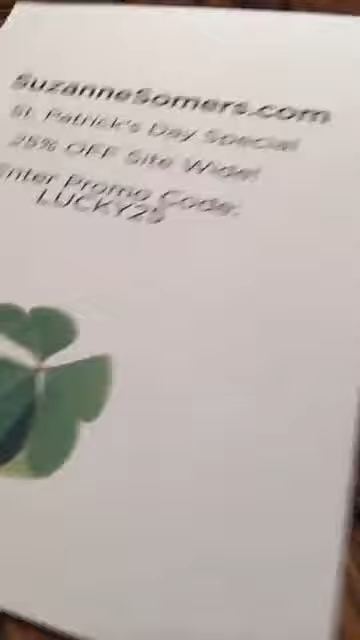 SuzanneSomers.com
St. Patrick's Day Special
25% OFF Site Wide!
Enter Promo Code:
LUCKY25